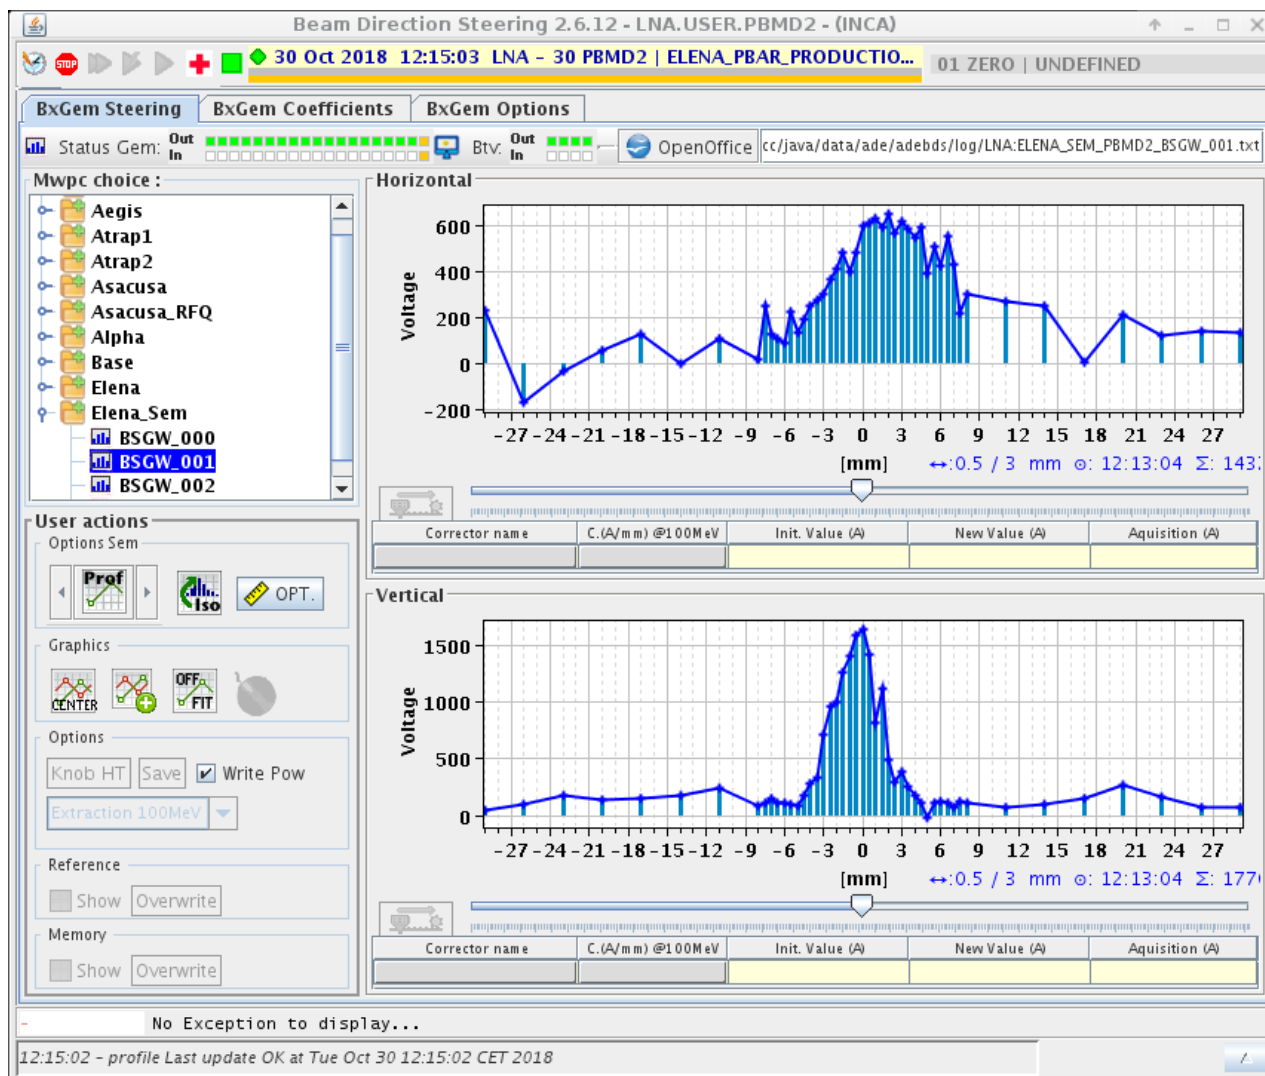 Beam Direction Steering 2.6.12 - LNA.USER.PBMD2 - (INCA)
STOP
30 Oct 2018 12:15:03 LNA - 30 PBMD2 | ELENA_PBAR_PRODUCTIO...
01 ZERO | UNDEFINED
BxGem Steering
BxGem Coefficients
BxGem Options
Status Gem:
Out
In
Btv:
Out
In
OpenOffice
cc/java/data/ade/adebds/log/LNA:ELENA_SEM_PBMD2_BSGW_001.txt
Mwpc choice :
Aegis
Atrap1
Atrap2
Asacusa
Asacusa_RFQ
Alpha
Base
Elena
Elena_Sem
BSGW_000
BSGW_001
BSGW_002
User actions
Options Sem
Prof
Iso
OPT.
Graphics
CENTER
OFF
FIT
Options
Knob HT
Save
Write Pow
Extraction 100MeV
Reference
Show
Overwrite
Memory
Show
Overwrite
Horizontal
Voltage
600
400
200
0
-200
-27 -24 -21 -18 -15 -12 -9 -6 -3 0 3 6 9 12 15 18 21 24 27
[mm]
↔:0.5 / 3 mm ⊙: 12:13:04 Σ: 143
Corrector name
C.(A/mm) @100MeV
Init. Value (A)
New Value (A)
Aquisition (A)
Vertical
Voltage
1500
1000
500
0
-27 -24 -21 -18 -15 -12 -9 -6 -3 0 3 6 9 12 15 18 21 24 27
[mm]
↔:0.5 / 3 mm ⊙: 12:13:04 Σ: 177
Corrector name
C.(A/mm) @100MeV
Init. Value (A)
New Value (A)
Aquisition (A)
- No Exception to display...
12:15:02 - profile Last update OK at Tue Oct 30 12:15:02 CET 2018